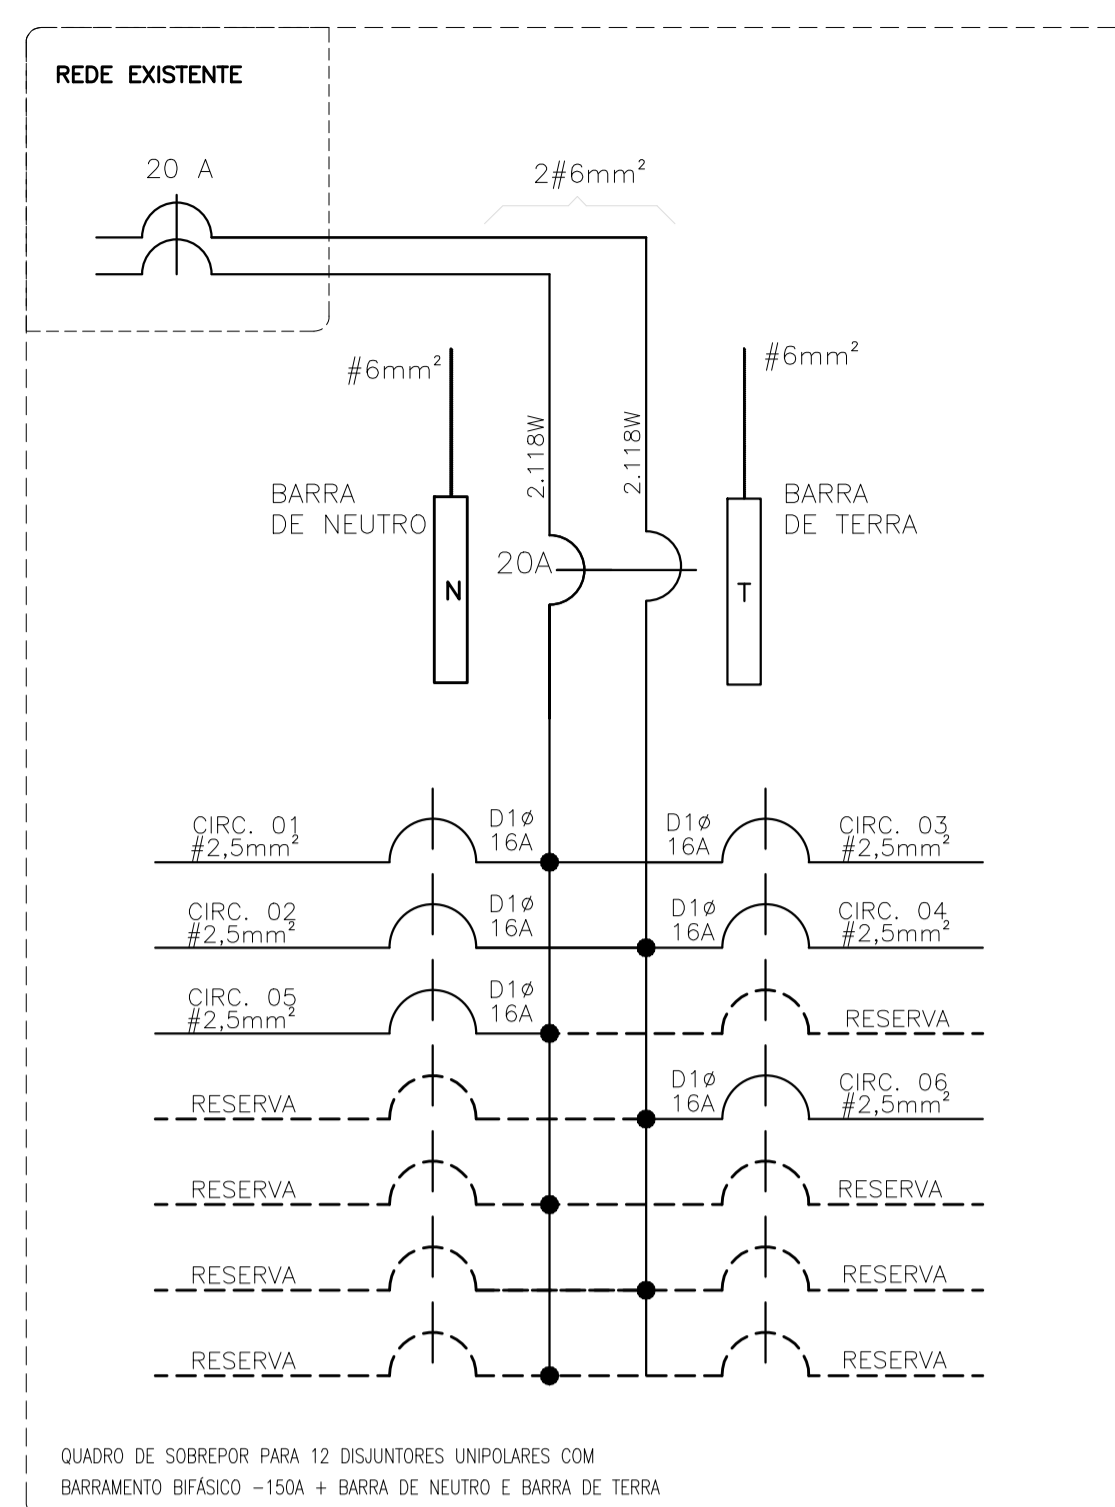 REDE EXISTENTE
20 A
2#6mm²
#6mm²
#6mm²
2.118W
2.118W
BARRA
DE NEUTRO
BARRA
DE TERRA
20A
N
T
CIRC. 01
#2,5mm²
D1ø
16A
D1ø
16A
CIRC. 03
#2,5mm²
CIRC. 02
#2,5mm²
D1ø
16A
D1ø
16A
CIRC. 04
#2,5mm²
CIRC. 05
#2,5mm²
D1ø
16A
RESERVA
RESERVA
D1ø
16A
CIRC. 06
#2,5mm²
RESERVA
RESERVA
RESERVA
RESERVA
RESERVA
RESERVA
QUADRO DE SOBREPOR PARA 12 DISJUNTORES UNIPOLARES COM
BARRAMENTO BIFÁSICO -150A + BARRA DE NEUTRO E BARRA DE TERRA